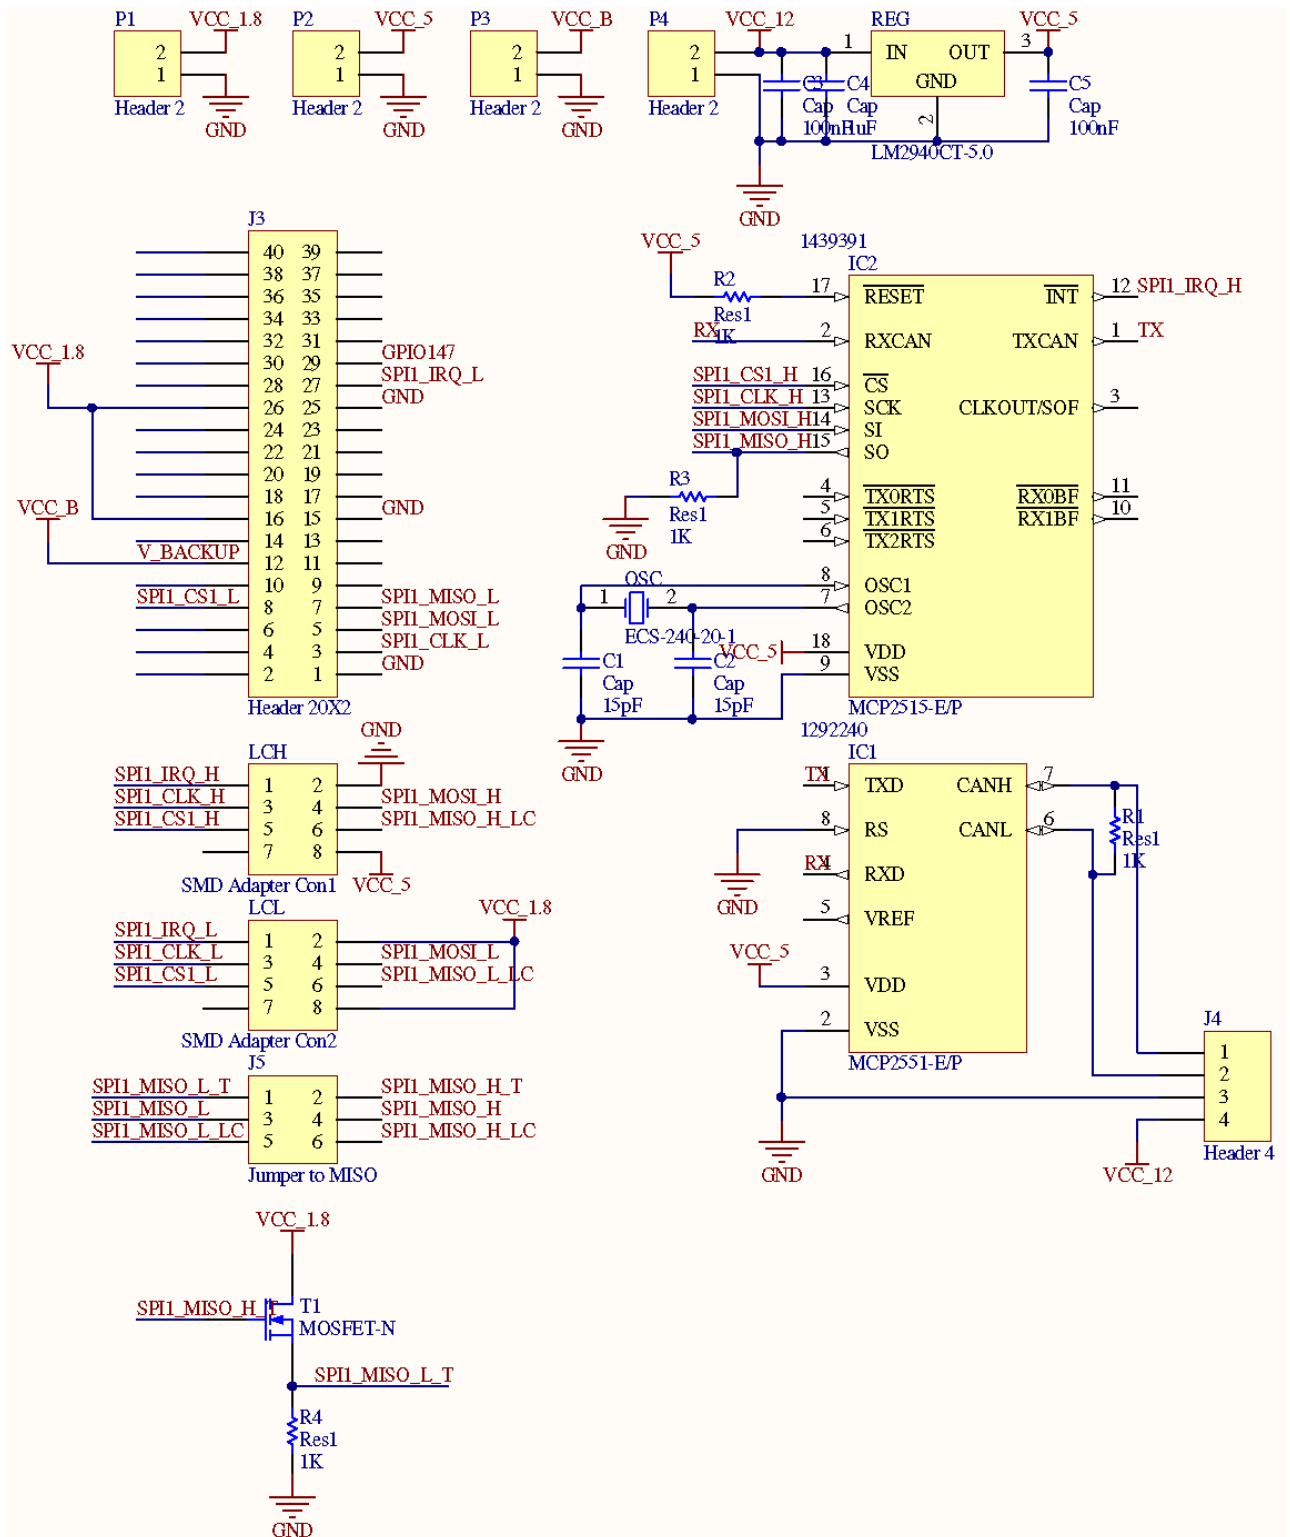 P1 VCC_1.8 P2 VCC_5 P3 VCC_B P4 VCC_12 REG VCC_5
2 2 2 2 1 IN OUT 3
1 1 1 1 GND C3 C4 C5
Header 2 Header 2 Header 2 Header 2 Cap Cap Cap
GND GND GND 100nF 1uF 2 100nF
LM2940CT-5.0
GND
J3
40 39
38 37
36 35
34 33
32 31
30 29 GPIO147
VCC_1.8
28 27 SPI1_IRQ_L
26 25 GND
24 23
22 21
20 19
18 17
VCC_B
16 15 GND
14 13
V_BACKUP 12 11
10 9
SPI1_CS1_L 8 7 SPI1_MISO_L
6 5 SPI1_MOSI_L
4 3 SPI1_CLK_L
2 1 GND
Header 20X2
VCC_5 1439391
IC2
R2 17 RESET INT 12 SPI1_IRQ_H
Res1
1K
RX 2 RXCAN TXCAN 1 TX
SPI1_CS1_H 16 CS
SPI1_CLK_H 13 SCK CLKOUT/SOF 3
SPI1_MOSI_H 14 SI
SPI1_MISO_H 15 SO
R3 4 TX0RTS RX0BF 11
Res1 5 TX1RTS RX1BF 10
1K 6 TX2RTS
GND
OSC 8 OSC1
1 2 7 OSC2
ECS-240-20-1
VCC_5 18 VDD
C1 C2 9 VSS
Cap Cap
15pF 15pF MCP2515-E/P
GND
LCH GND
SPI1_IRQ_H 1 2
SPI1_CLK_H 3 4 SPI1_MOSI_H
SPI1_CS1_H 5 6 SPI1_MISO_H_LC
7 8
SMD Adapter Con1 VCC_5
LCL VCC_1.8
SPI1_IRQ_L 1 2
SPI1_CLK_L 3 4 SPI1_MOSI_L
SPI1_CS1_L 5 6 SPI1_MISO_L_LC
7 8
SMD Adapter Con2
J5
SPI1_MISO_L_T 1 2 SPI1_MISO_H_T
SPI1_MISO_L 3 4 SPI1_MISO_H
SPI1_MISO_L_LC 5 6 SPI1_MISO_H_LC
Jumper to MISO
1292240
IC1
TX 1 TXD CANH 7
8 RS CANL 6 R1
Res1
1K
RX 4 RXD
GND
5 VREF
VCC_5
3 VDD
2 VSS J4
MCP2551-E/P 1
2
3
4
GND VCC_12 Header 4
VCC_1.8
SPI1_MISO_H_T T1
MOSFET-N
SPI1_MISO_L_T
R4
Res1
1K
GND